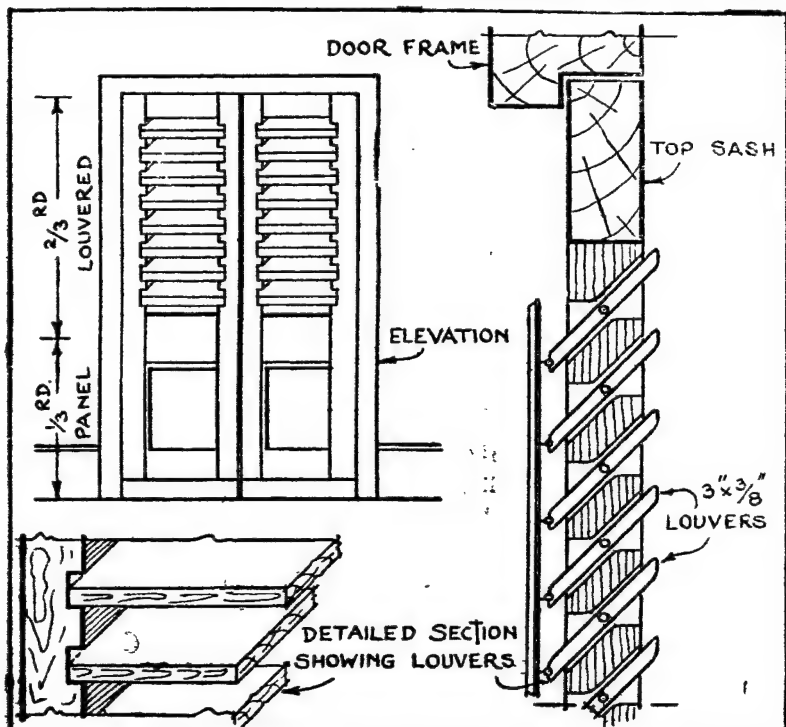 DOOR FRAME
TOP SASH
2/3 RD
LOUVERED
ELEVATION
1/3 RD.
PANEL
3" x 3/8"
LOUVERS
DETAILED SECTION
SHOWING LOUVERS